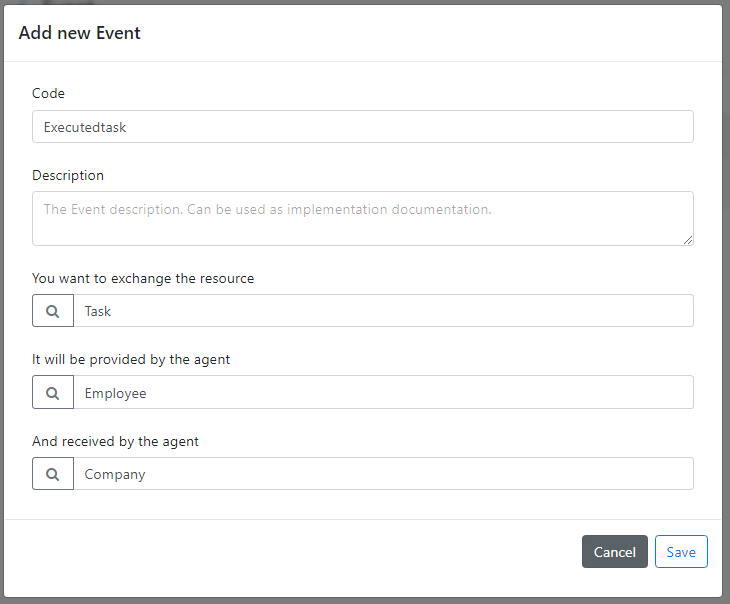 Add new Event
Code
Executedtask
Description
The Event description. Can be used as implementation documentation.
You want to exchange the resource
Task
It will be provided by the agent
Employee
And received by the agent
Company
Cancel
Save